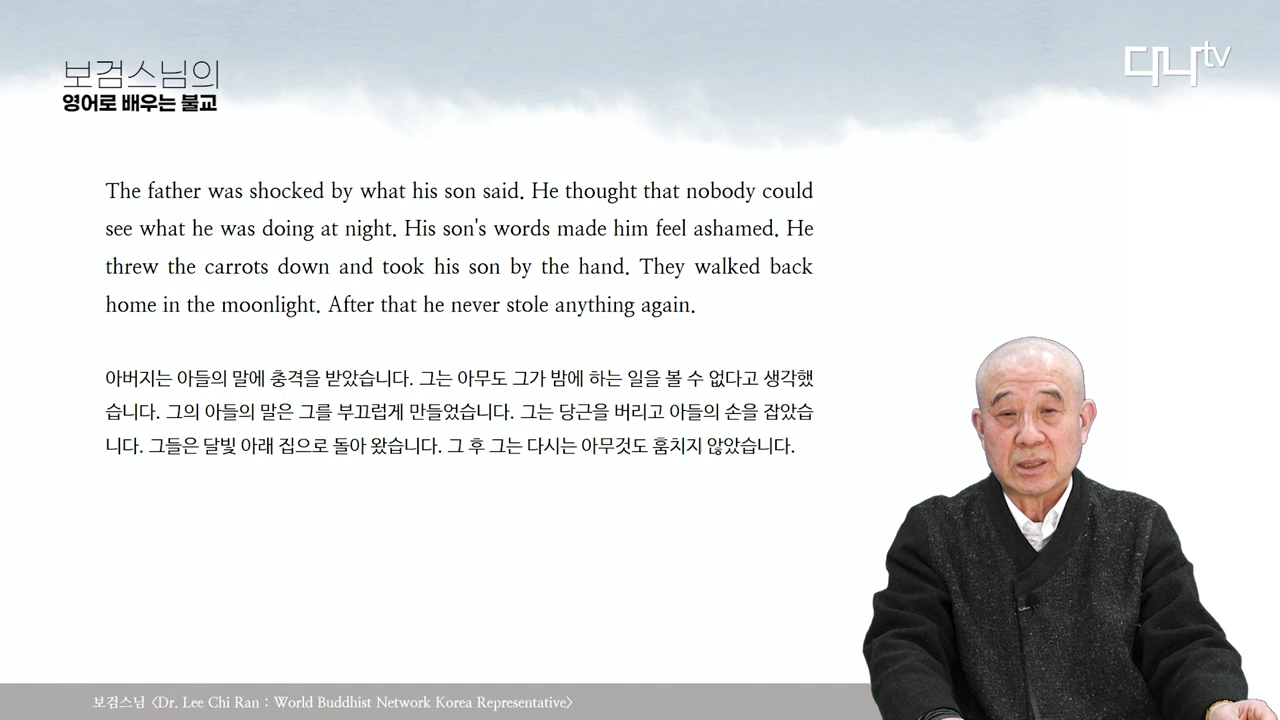 보검스님의
영어로 배우는 불교
디나tv
The father was shocked by what his son said. He thought that nobody could
see what he was doing at night. His son's words made him feel ashamed. He
threw the carrots down and took his son by the hand. They walked back
home in the moonlight. After that he never stole anything again.
아버지는 아들의 말에 충격을 받았습니다. 그는 아무도 그가 밤에 하는 일을 볼 수 없다고 생각했
습니다. 그의 아들의 말은 그를 부끄럽게 만들었습니다. 그는 당근을 버리고 아들의 손을 잡았습
니다. 그들은 달빛 아래 집으로 돌아 왔습니다. 그 후 그는 다시는 아무것도 훔치지 않았습니다.
보검스님 <Dr. Lee Chi Ran : World Buddhist Network Korea Representative>